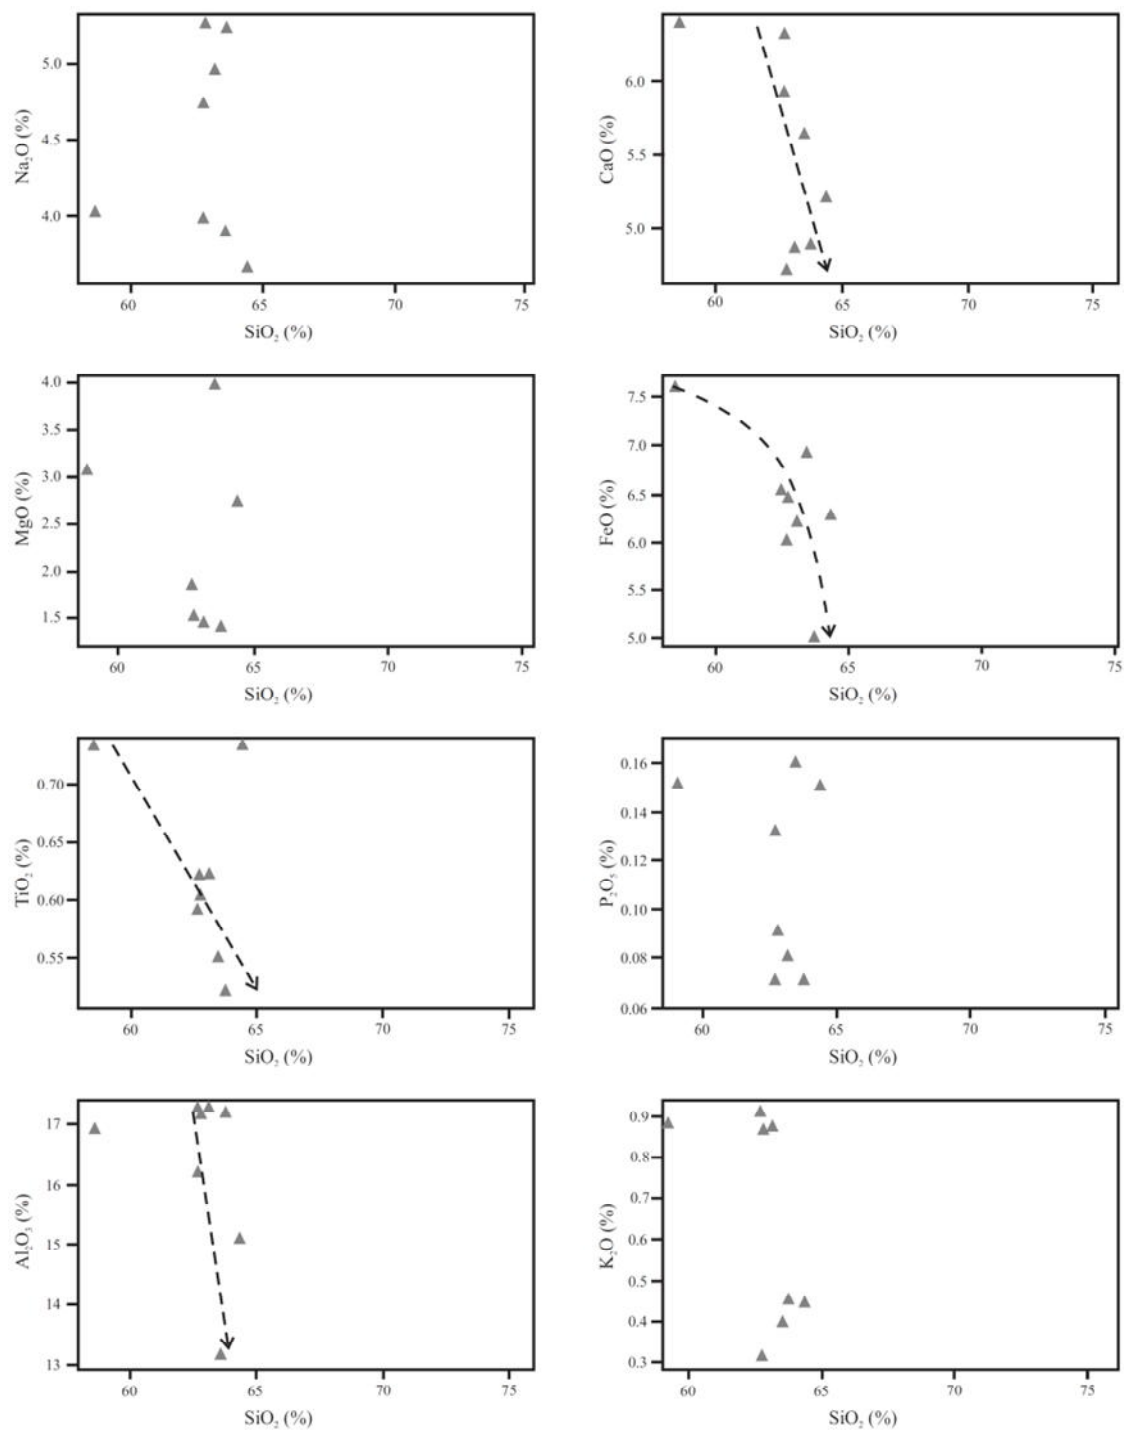 5.0
4.5
4.0
Na₂O (%)
60 65 70 75
SiO₂ (%)
6.0
5.5
5.0
CaO (%)
60 65 70 75
SiO₂ (%)
4.0
3.5
3.0
2.5
2.0
1.5
MgO (%)
60 65 70 75
SiO₂ (%)
7.5
7.0
6.5
6.0
5.5
5.0
FeO (%)
60 65 70 75
SiO₂ (%)
0.70
0.65
0.60
0.55
TiO₂ (%)
60 65 70 75
SiO₂ (%)
0.16
0.14
0.12
0.10
0.08
0.06
P₂O₅ (%)
60 65 70 75
SiO₂ (%)
17
16
15
14
13
Al₂O₃ (%)
60 65 70 75
SiO₂ (%)
0.9
0.8
0.7
0.6
0.5
0.4
0.3
K₂O (%)
60 65 70 75
SiO₂ (%)